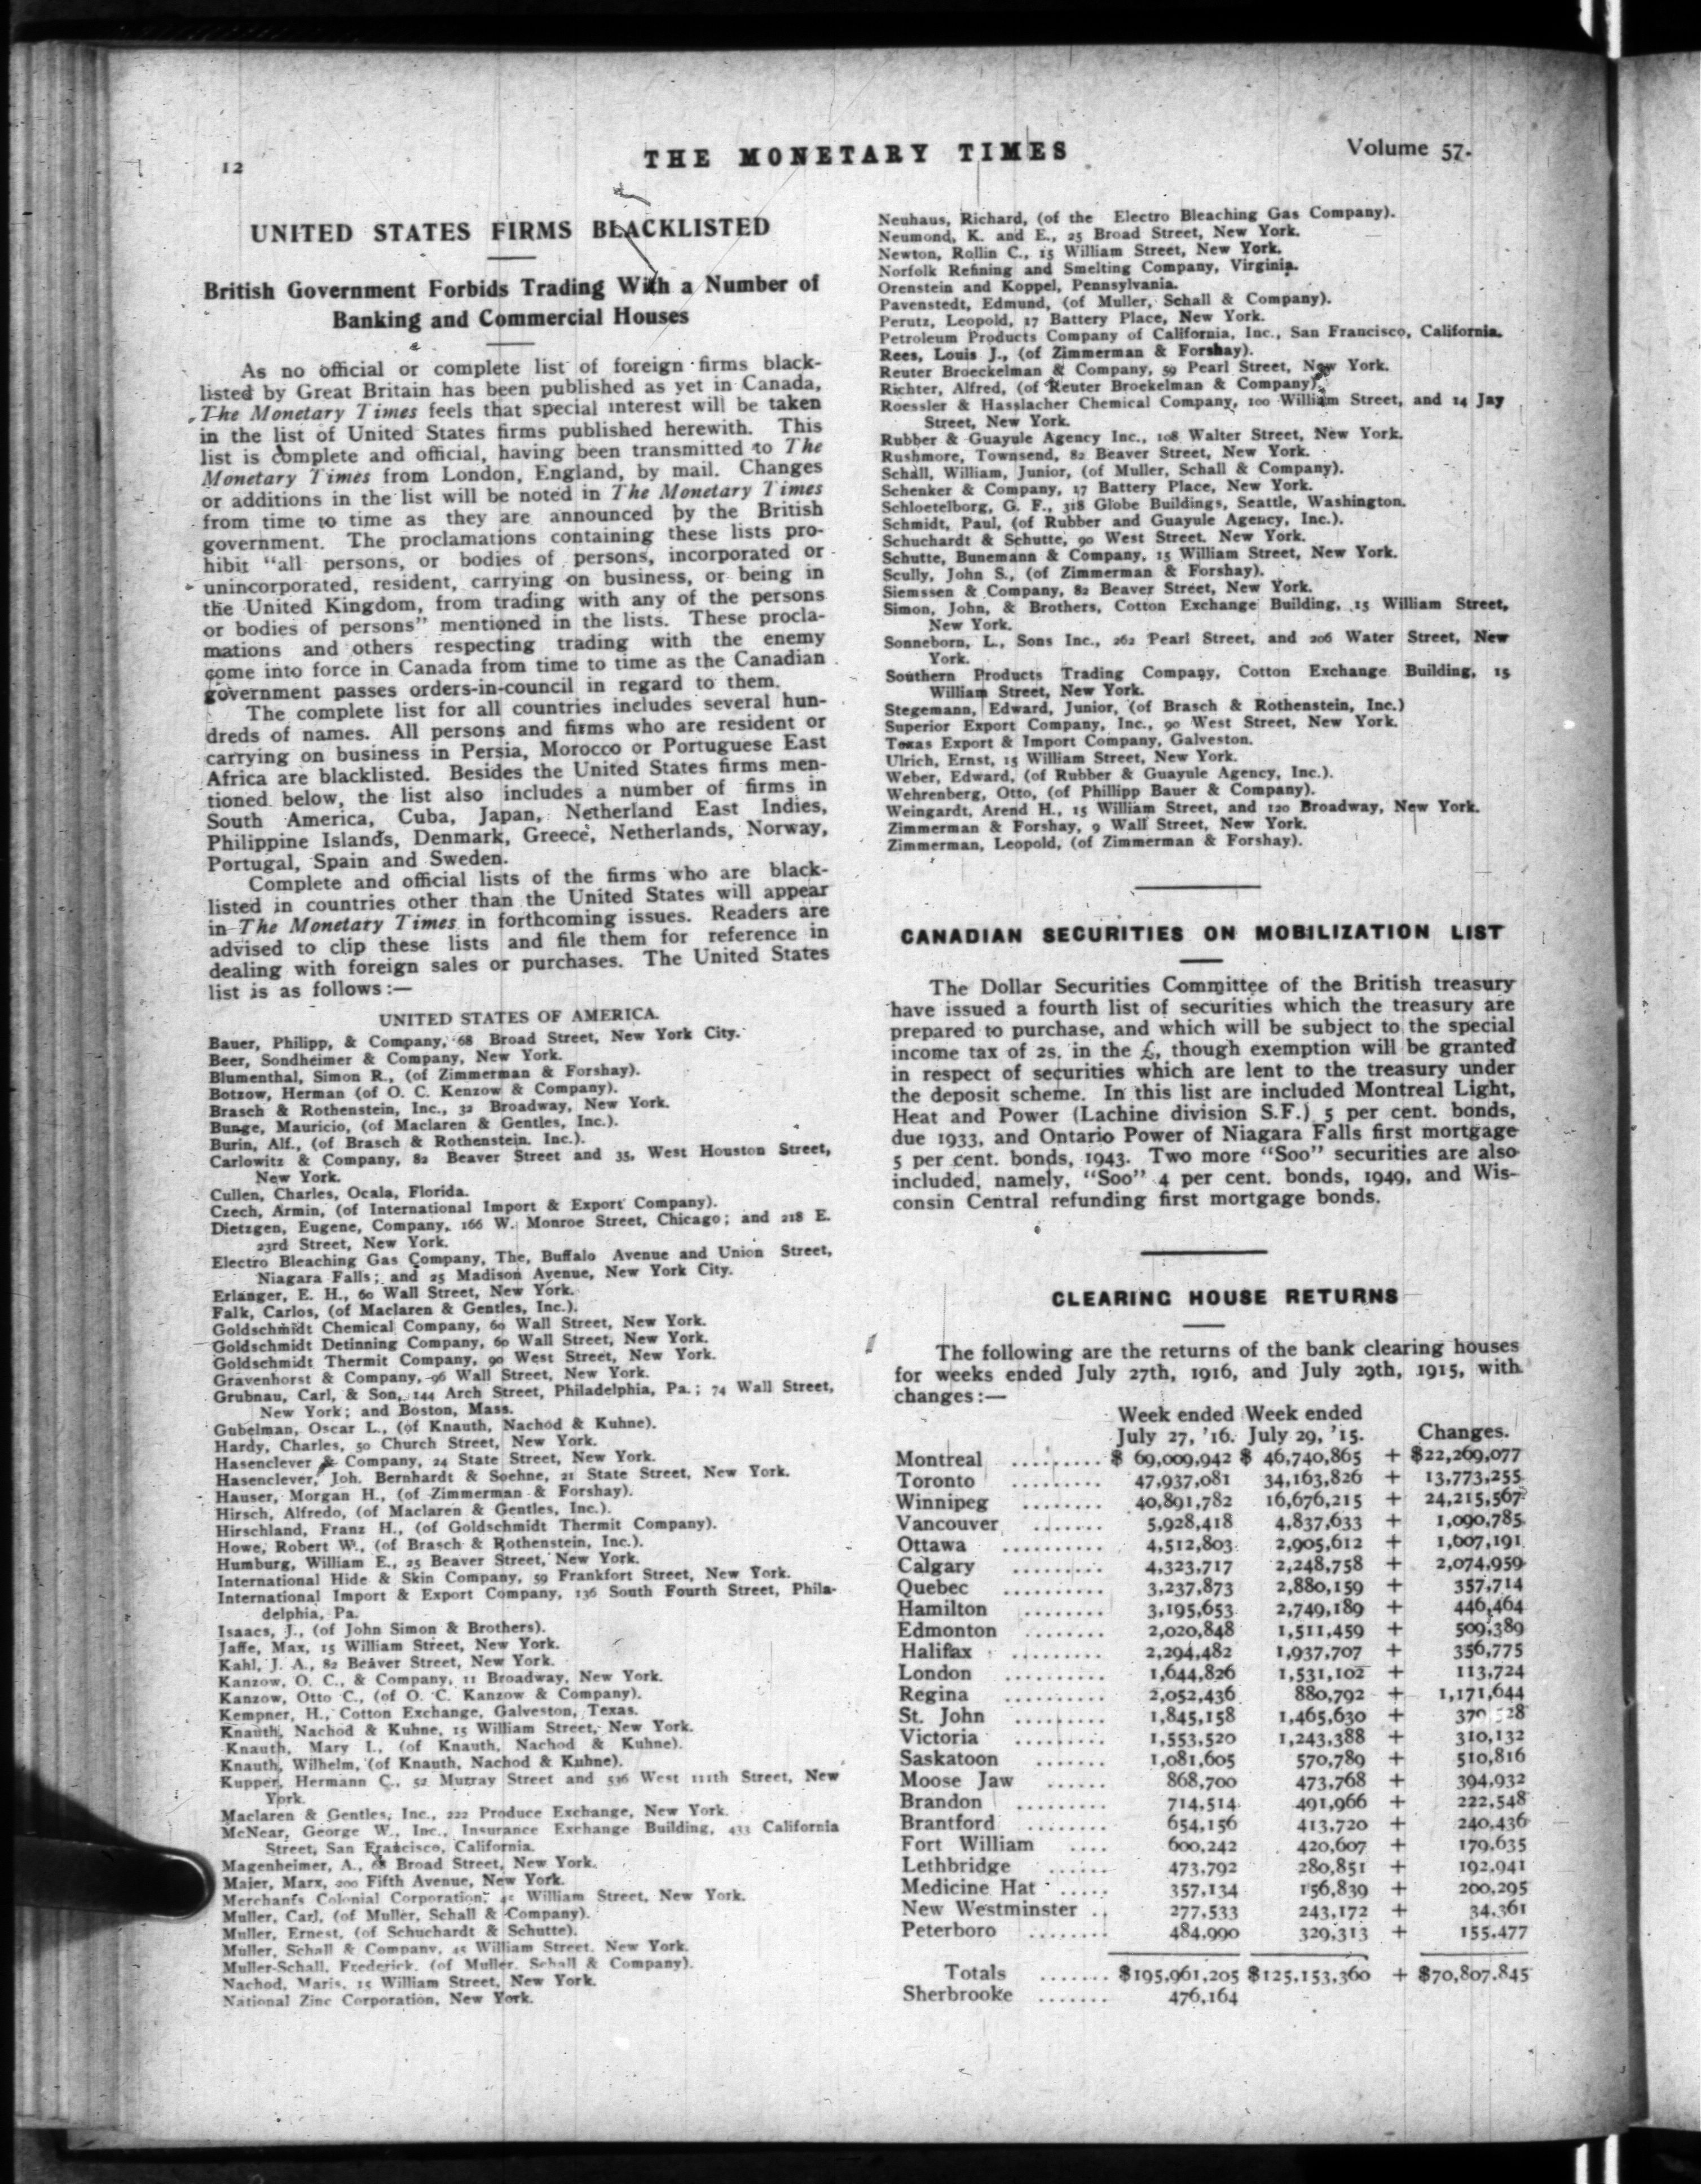 12
THE MONETARY TIMES
Volume 57.
UNITED STATES FIRMS BLACKLISTED
British Government Forbids Trading With a Number of
Banking and Commercial Houses
As no official or complete list of foreign firms black-
listed by Great Britain has been published as yet in Canada,
The Monetary Times feels that special interest will be taken
in the list of United States firms published herewith. This
list is complete and official, having been transmitted to The
Monetary Times from London, England, by mail. Changes
or additions in the list will be noted in The Monetary Times
from time to time as they are announced by the British
government. The proclamations containing these lists pro-
hibit "all persons, or bodies of persons, incorporated or
unincorporated, resident, carrying on business, or being in
the United Kingdom, from trading with any of the persons
or bodies of persons" mentioned in the lists. These procla-
mations and others respecting trading with the enemy
come into force in Canada from time to time as the Canadian
government passes orders-in-council in regard to them.
The complete list for all countries includes several hun-
dreds of names. All persons and firms who are resident or
carrying on business in Persia, Morocco or Portuguese East
Africa are blacklisted. Besides the United States firms men-
tioned below, the list also includes a number of firms in
South America, Cuba, Japan, Netherland East Indies,
Philippine Islands, Denmark, Greece, Netherlands, Norway,
Portugal, Spain and Sweden.
Complete and official lists of the firms who are black-
listed in countries other than the United States will appear
in The Monetary Times in forthcoming issues. Readers are
advised to clip these lists and file them for reference in
dealing with foreign sales or purchases. The United States
list is as follows:—
UNITED STATES OF AMERICA.
Bauer, Philipp, & Company, 68 Broad Street, New York City.
Beer, Sondheimer & Company, New York.
Blumenthal, Simon R., (of Zimmerman & Forshay).
Botzow, Herman (of O. C. Kenzow & Company).
Brasch & Rothenstein, Inc., 32 Broadway, New York.
Bunge, Mauricio, (of Maclaren & Gentles, Inc.).
Burin, Alf., (of Brasch & Rothenstein. Inc.).
Carlowitz & Company, 82 Beaver Street and 35, West Houston Street,
New York.
Cullen, Charles, Ocala, Florida.
Czech, Armin, (of International Import & Export Company).
Dietzgen, Eugene, Company, 166 W. Monroe Street, Chicago; and 218 E.
23rd Street, New York.
Electro Bleaching Gas Company, The, Buffalo Avenue and Union Street,
Niagara Falls; and 25 Madison Avenue, New York City.
Erlanger, E. H., 60 Wall Street, New York.
Falk, Carlos, (of Maclaren & Gentles, Inc.).
Goldschmidt Chemical Company, 60 Wall Street, New York.
Goldschmidt Detinning Company, 60 Wall Street, New York.
Goldschmidt Thermit Company, 90 West Street, New York.
Gravenhorst & Company, 96 Wall Street, New York.
Grubnau, Carl, & Son, 144 Arch Street, Philadelphia, Pa.; 74 Wall Street,
New York; and Boston, Mass.
Gubelman, Oscar L., (of Knauth, Nachod & Kuhne).
Hardy, Charles, 50 Church Street, New York.
Hasenclever & Company, 24 State Street, New York.
Hasenclever, Joh. Bernhardt & Soehne, 21 State Street, New York.
Hauser, Morgan H., (of Zimmerman & Forshay).
Hirsch, Alfredo, (of Maclaren & Gentles, Inc.).
Hirschland, Franz H., (of Goldschmidt Thermit Company).
Howe, Robert W., (of Brasch & Rothenstein, Inc.).
Humburg, William E., 25 Beaver Street, New York.
International Hide & Skin Company, 59 Frankfort Street, New York.
International Import & Export Company, 136 South Fourth Street, Phila-
delphia, Pa.
Isaacs, J., (of John Simon & Brothers).
Jaffe, Max, 15 William Street, New York.
Kahl, J. A., 82 Beaver Street, New York.
Kanzow, O. C., & Company, 11 Broadway, New York.
Kanzow, Otto C., (of O. C. Kanzow & Company).
Kempner, H., Cotton Exchange, Galveston, Texas.
Knauth, Nachod & Kuhne, 15 William Street, New York.
Knauth, Mary I., (of Knauth, Nachod & Kuhne).
Knauth, Wilhelm, (of Knauth, Nachod & Kuhne).
Kupper, Hermann C., 52 Murray Street and 536 West 111th Street, New
York.
Maclaren & Gentles, Inc., 222 Produce Exchange, New York.
McNear, George W., Inc., Insurance Exchange Building, 433 California
Street, San Francisco, California.
Magenheimer, A., Broad Street, New York.
Majer, Marx, 200 Fifth Avenue, New York.
Merchants Colonial Corporation, 45 William Street, New York.
Muller, Carl, (of Muller, Schall & Company).
Muller, Ernest, (of Schuchardt & Schutte).
Muller, Schall & Company, 45 William Street, New York.
Muller-Schall, Frederick, (of Muller, Schall & Company).
Nachod, Maris, 15 William Street, New York.
National Zinc Corporation, New York.
Neuhaus, Richard, (of the Electro Bleaching Gas Company).
Neumond, K. and E., 25 Broad Street, New York.
Newton, Rollin C., 15 William Street, New York.
Norfolk Refining and Smelting Company, Virginia.
Orenstein and Koppel, Pennsylvania.
Pavenstedt, Edmund, (of Muller, Schall & Company).
Perutz, Leopold, 17 Battery Place, New York.
Petroleum Products Company of California, Inc., San Francisco, California.
Rees, Louis J., (of Zimmerman & Forshay).
Reuter Broeckelman & Company, 59 Pearl Street, New York.
Richter, Alfred, (of Reuter Broekelman & Company).
Roessler & Hasslacher Chemical Company, 100 William Street, and 14 Jay
Street, New York.
Rubber & Guayule Agency Inc., 108 Walter Street, New York.
Rushmore, Townsend, 82 Beaver Street, New York.
Schall, William, Junior, (of Muller, Schall & Company).
Schenker & Company, 17 Battery Place, New York.
Schloetelborg, G. F., 318 Globe Buildings, Seattle, Washington.
Schmidt, Paul, (of Rubber and Guayule Agency, Inc.).
Schuchardt & Schutte, 90 West Street. New York.
Schutte, Bunemann & Company, 15 William Street, New York.
Scully, John S., (of Zimmerman & Forshay).
Siemssen & Company, 82 Beaver Street, New York.
Simon, John, & Brothers, Cotton Exchange Building, 15 William Street,
New York.
Sonneborn, L., Sons Inc., 262 Pearl Street, and 206 Water Street, New
York.
Southern Products Trading Company, Cotton Exchange Building, 15
William Street, New York.
Stegemann, Edward, Junior, (of Brasch & Rothenstein, Inc.)
Superior Export Company, Inc., 90 West Street, New York.
Texas Export & Import Company, Galveston.
Ulrich, Ernst, 15 William Street, New York.
Weber, Edward, (of Rubber & Guayule Agency, Inc.).
Wehrenberg, Otto, (of Phillipp Bauer & Company).
Weingardt, Arend H., 15 William Street, and 120 Broadway, New York.
Zimmerman & Forshay, 9 Wall Street, New York.
Zimmerman, Leopold, (of Zimmerman & Forshay).
CANADIAN SECURITIES ON MOBILIZATION LIST
The Dollar Securities Committee of the British treasury
have issued a fourth list of securities which the treasury are
prepared to purchase, and which will be subject to the special
income tax of 2s. in the £, though exemption will be granted
in respect of securities which are lent to the treasury under
the deposit scheme. In this list are included Montreal Light,
Heat and Power (Lachine division S.F.) 5 per cent. bonds,
due 1933, and Ontario Power of Niagara Falls first mortgage
5 per cent. bonds, 1943. Two more "Soo" securities are also
included, namely, "Soo" 4 per cent. bonds, 1949, and Wis-
consin Central refunding first mortgage bonds.
CLEARING HOUSE RETURNS
The following are the returns of the bank clearing houses
for weeks ended July 27th, 1916, and July 29th, 1915, with
changes:—
Week ended Week ended
July 27, '16. July 29, '15. Changes.
Montreal ......... $ 69,009,942 $ 46,740,865 + $22,269,077
Toronto ......... 47,937,081 34,163,826 + 13,773,255
Winnipeg ........ 40,891,782 16,676,215 + 24,215,567
Vancouver ....... 5,928,418 4,837,633 + 1,090,785
Ottawa .......... 4,512,803 2,905,612 + 1,607,191
Calgary ......... 4,323,717 2,248,758 + 2,074,959
Quebec .......... 3,237,873 2,880,159 + 357,714
Hamilton ........ 3,195,653 2,749,189 + 446,464
Edmonton ........ 2,020,848 1,511,459 + 509,389
Halifax ......... 2,294,482 1,937,707 + 356,775
London .......... 1,644,826 1,531,102 + 113,724
Regina .......... 2,052,436 880,792 + 1,171,644
St. John ......... 1,845,158 1,465,630 +
Victoria ......... 1,553,520 1,243,388 + 310,132
Saskatoon ....... 1,081,605 570,789 + 510,816
Moose Jaw ...... 868,700 473,768 + 394,932
Brandon ......... 714,514 491,966 + 222,548
Brantford ........ 654,156 413,720 + 240,436
Fort William .... 600,242 420,607 + 179,635
Lethbridge ...... 473,792 280,851 + 192,941
Medicine Hat ..... 357,134 156,839 + 200,295
New Westminster .. 277,533 243,172 + 34,361
Peterboro ........ 484,990 329,313 + 155,477
Totals ....... $195,961,205 $125,153,360 + $70,807,845
Sherbrooke ....... 476,164